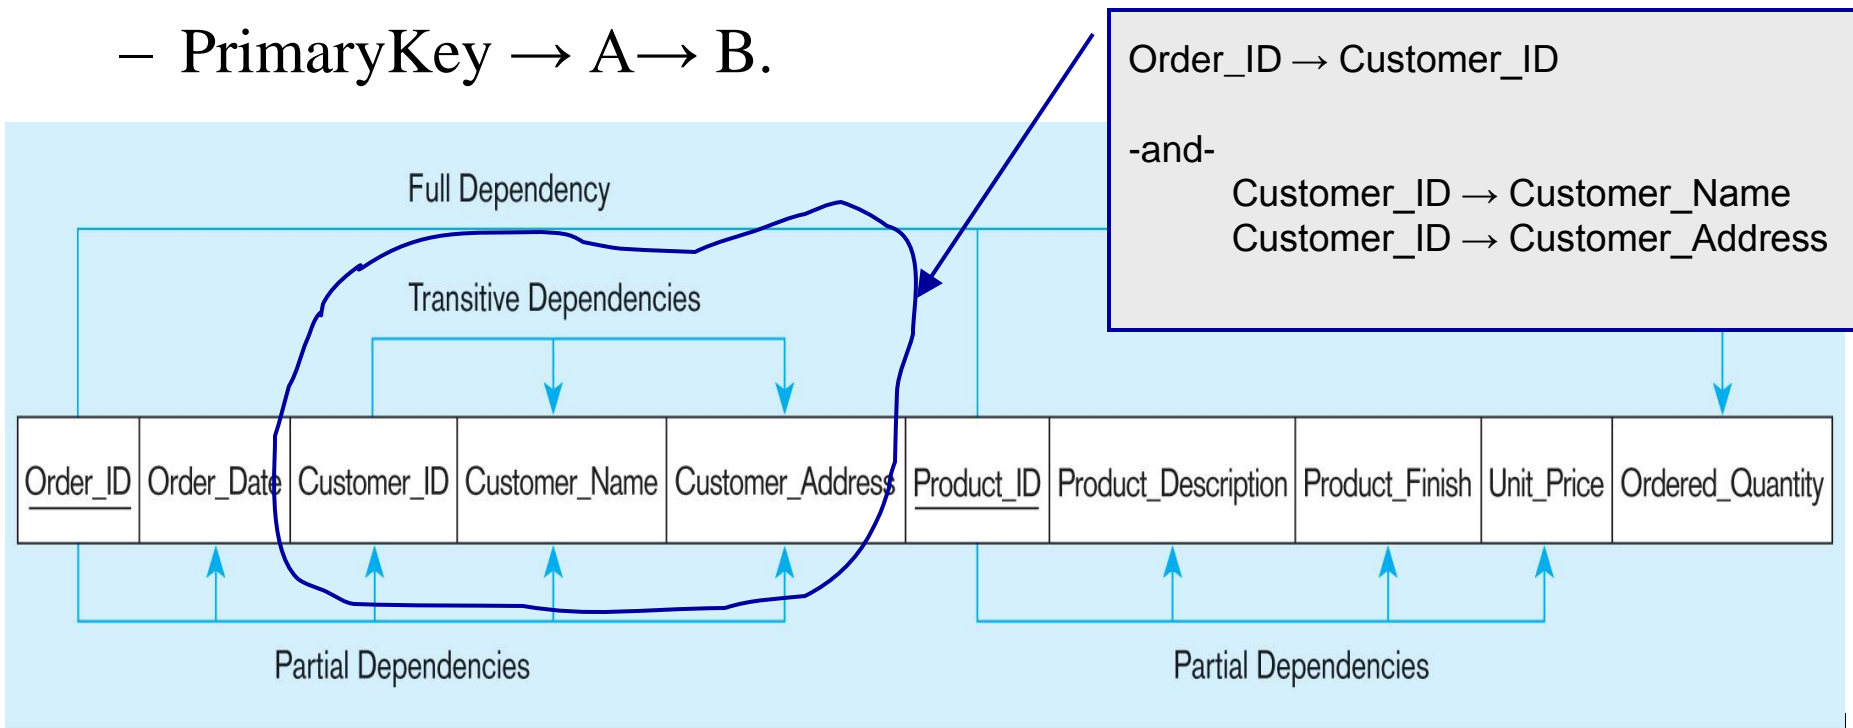 – PrimaryKey → A→ B.
Order_ID → Customer_ID
-and-
Customer_ID → Customer_Name
Customer_ID → Customer_Address
Full Dependency
Transitive Dependencies
Order_ID Order_Date Customer_ID Customer_Name Customer_Address Product_ID Product_Description Product_Finish Unit_Price Ordered_Quantity
Partial Dependencies Partial Dependencies